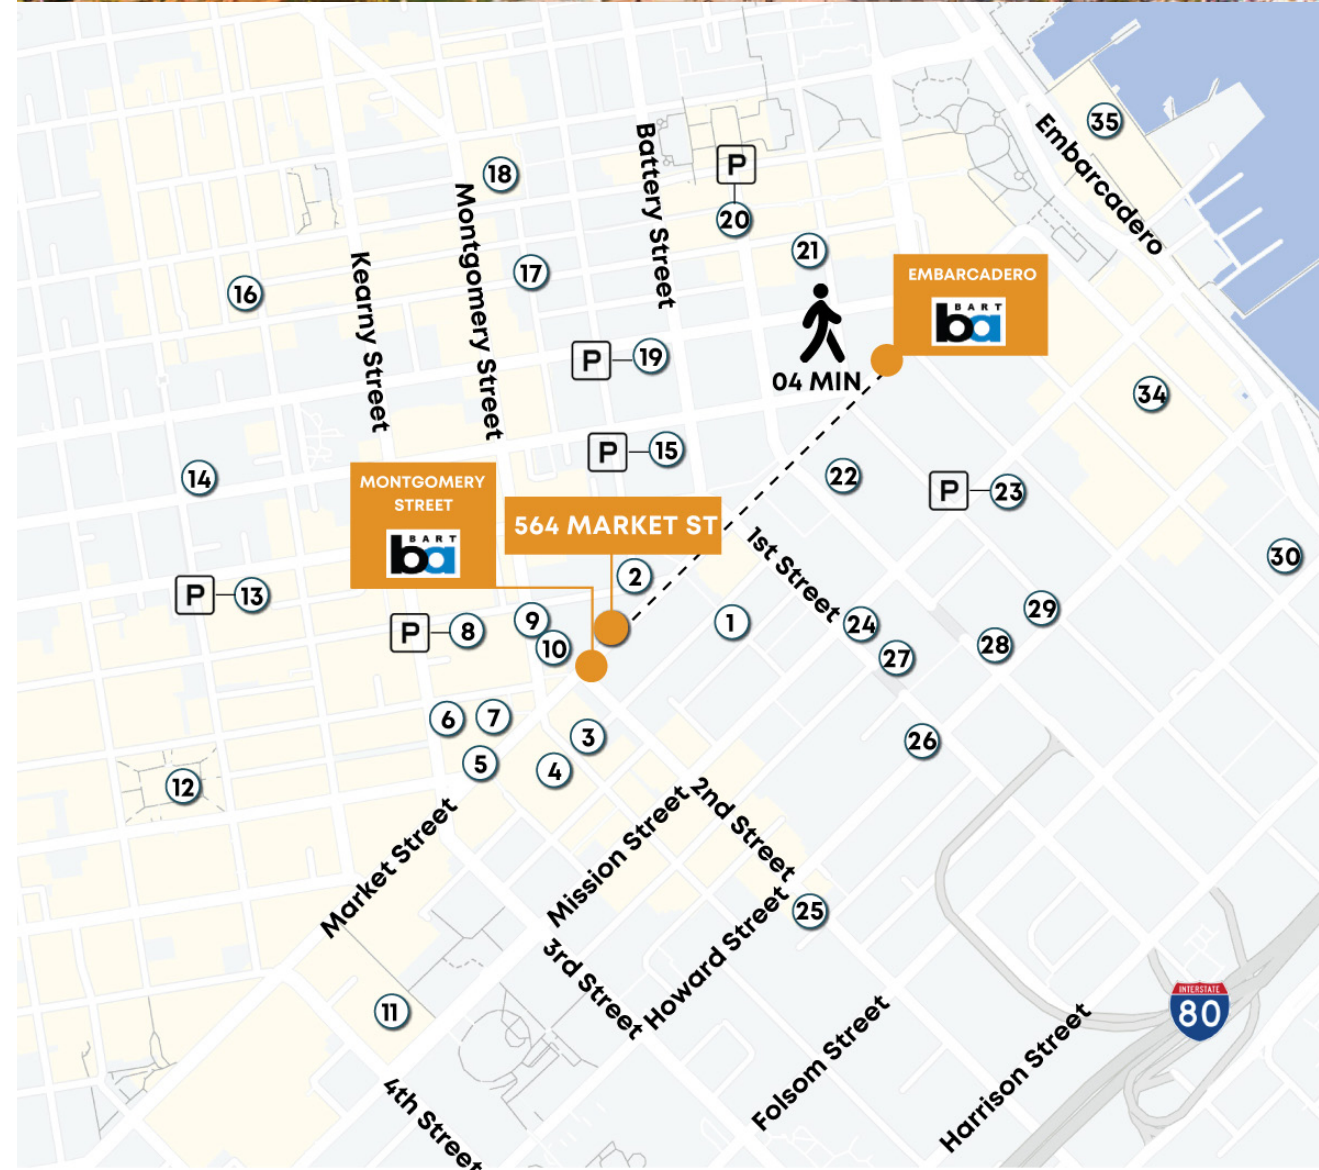 35
Embarcadero
Battery Street
P
18
20
Montgomery Street
21
Kearny Street
17
EMBARCADERO
BART
ba
16
P
19
04 MIN
34
P
15
14
22
P
23
MONTGOMERY
STREET
BART
ba
564 MARKET ST
1st Street
30
2
P
13
9
1
24
29
P
8
10
28
27
6
7
3
26
5
4
12
2nd Street
Mission Street
Market Street
25
Howard Street
3rd Street
11
INTERSTATE
80
Folsom Street
Harrison Street
4th Street